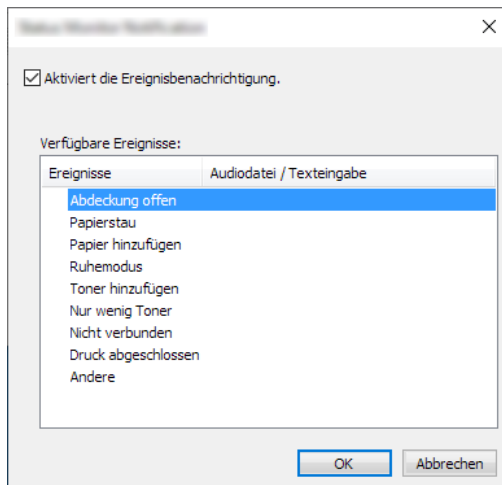 Aktiviert die Ereignisbenachrichtigung.
Verfügbare Ereignisse:
Ereignisse Audiodatei / Texteingabe
Abdeckung offen
Papierstau
Papier hinzufügen
Ruhemodus
Toner hinzufügen
Nur wenig Toner
Nicht verbunden
Druck abgeschlossen
Andere
OK Abbrechen